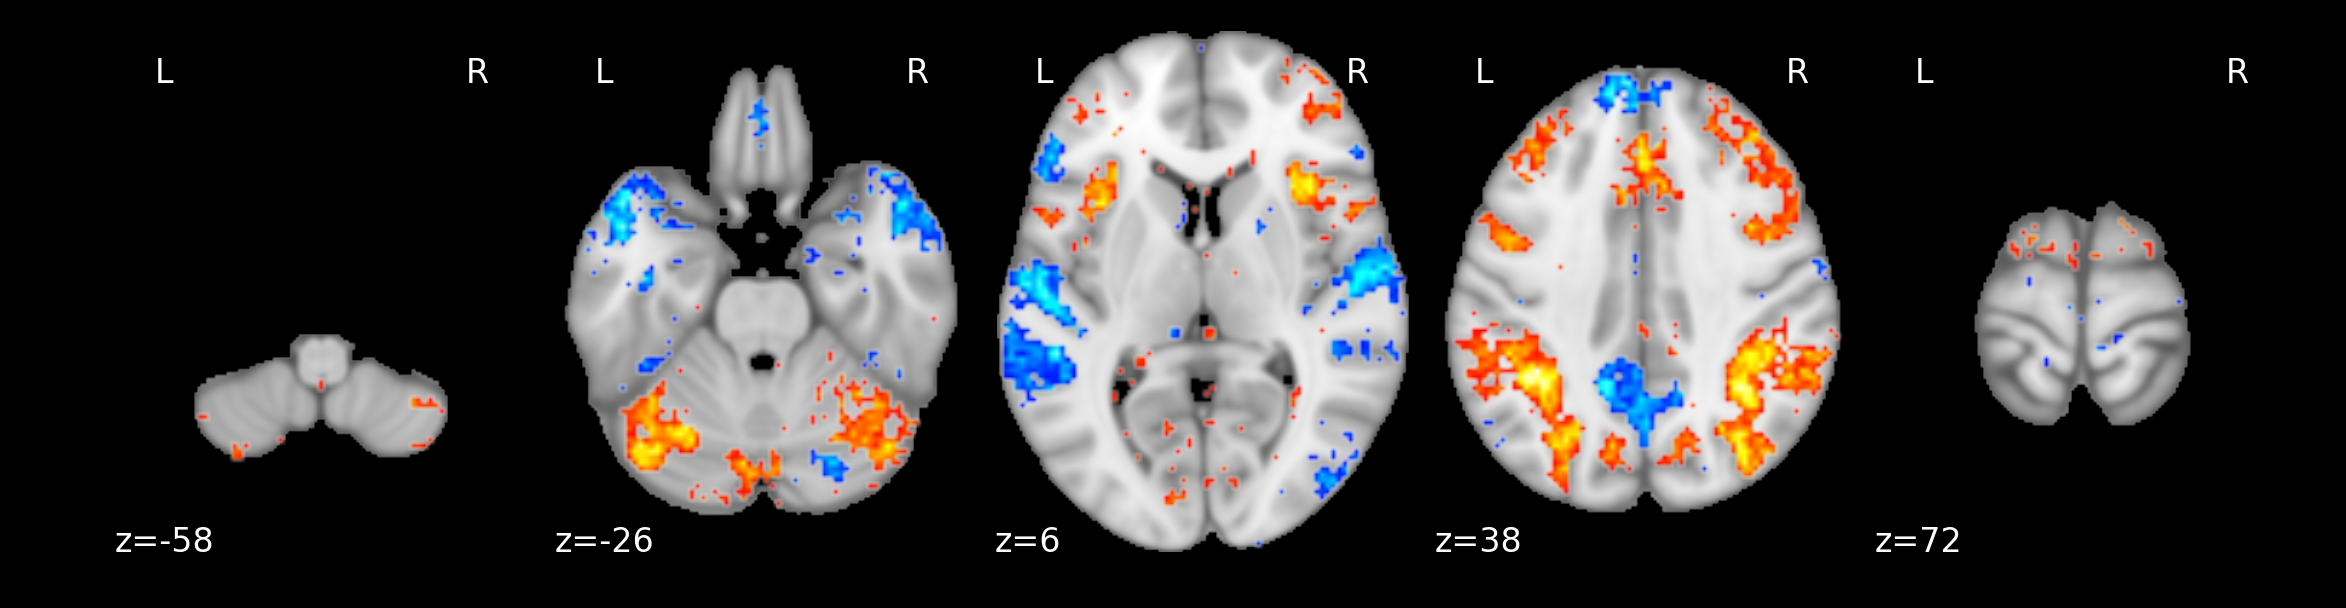 L R L R L R L R L R
z=-58 z=-26 z=6 z=38 z=72